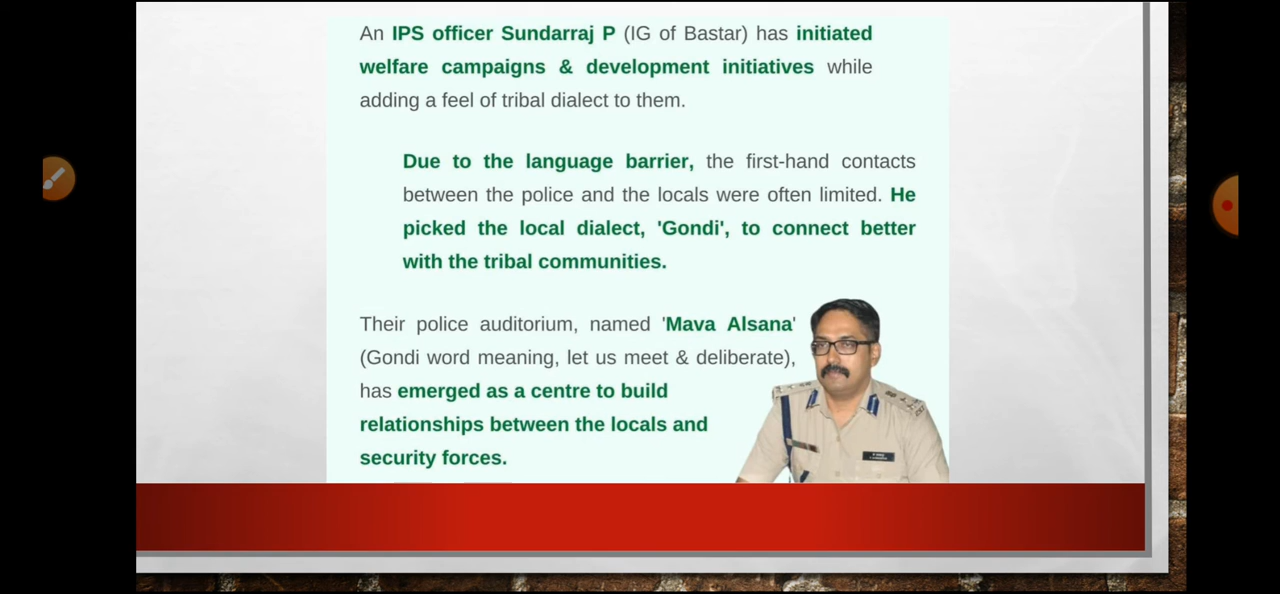 An IPS officer Sundarraj P (IG of Bastar) has initiated
welfare campaigns & development initiatives while
adding a feel of tribal dialect to them.
Due to the language barrier, the first-hand contacts
between the police and the locals were often limited. He
picked the local dialect, 'Gondi', to connect better
with the tribal communities.
Their police auditorium, named 'Mava Alsana'
(Gondi word meaning, let us meet & deliberate),
has emerged as a centre to build
relationships between the locals and
security forces.